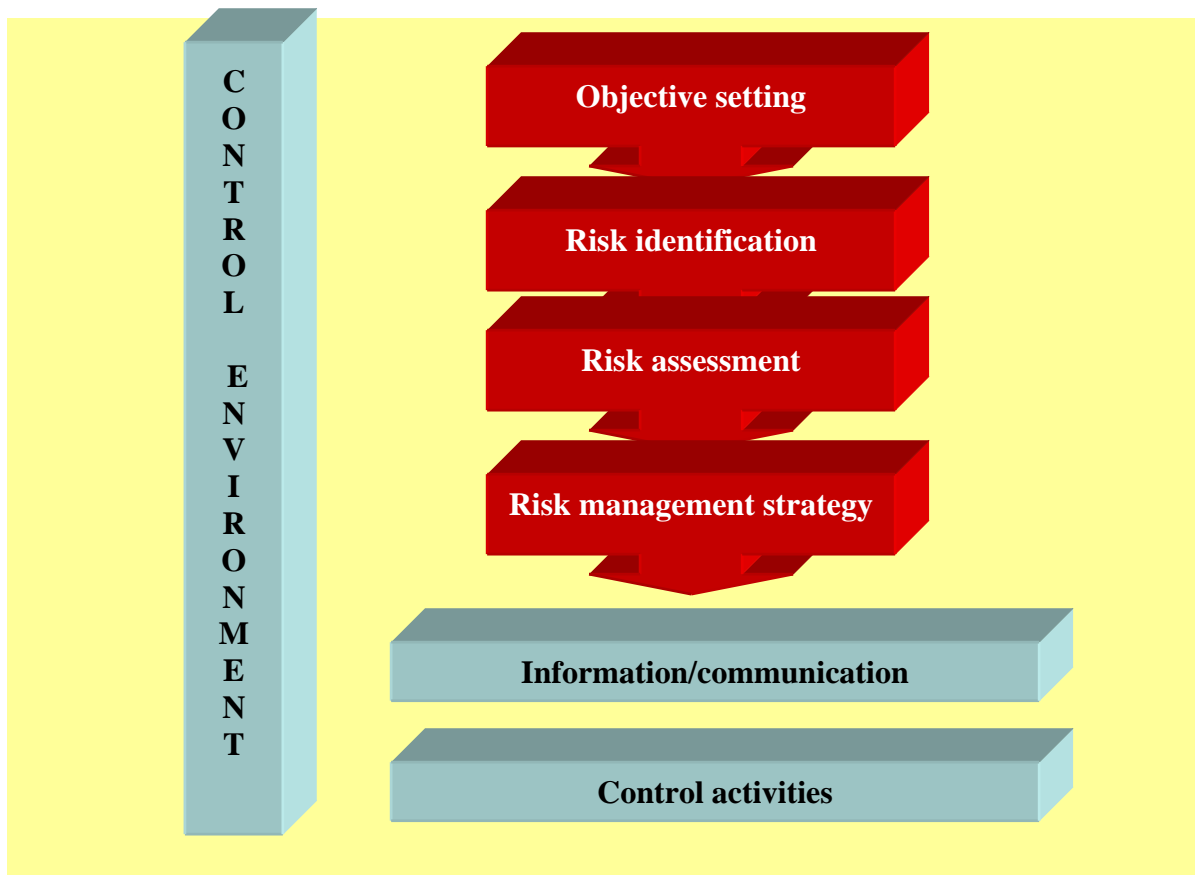 CONTROL ENVIRONMENT
Objective setting
Risk identification
Risk assessment
Risk management strategy
Information/communication
Control activities